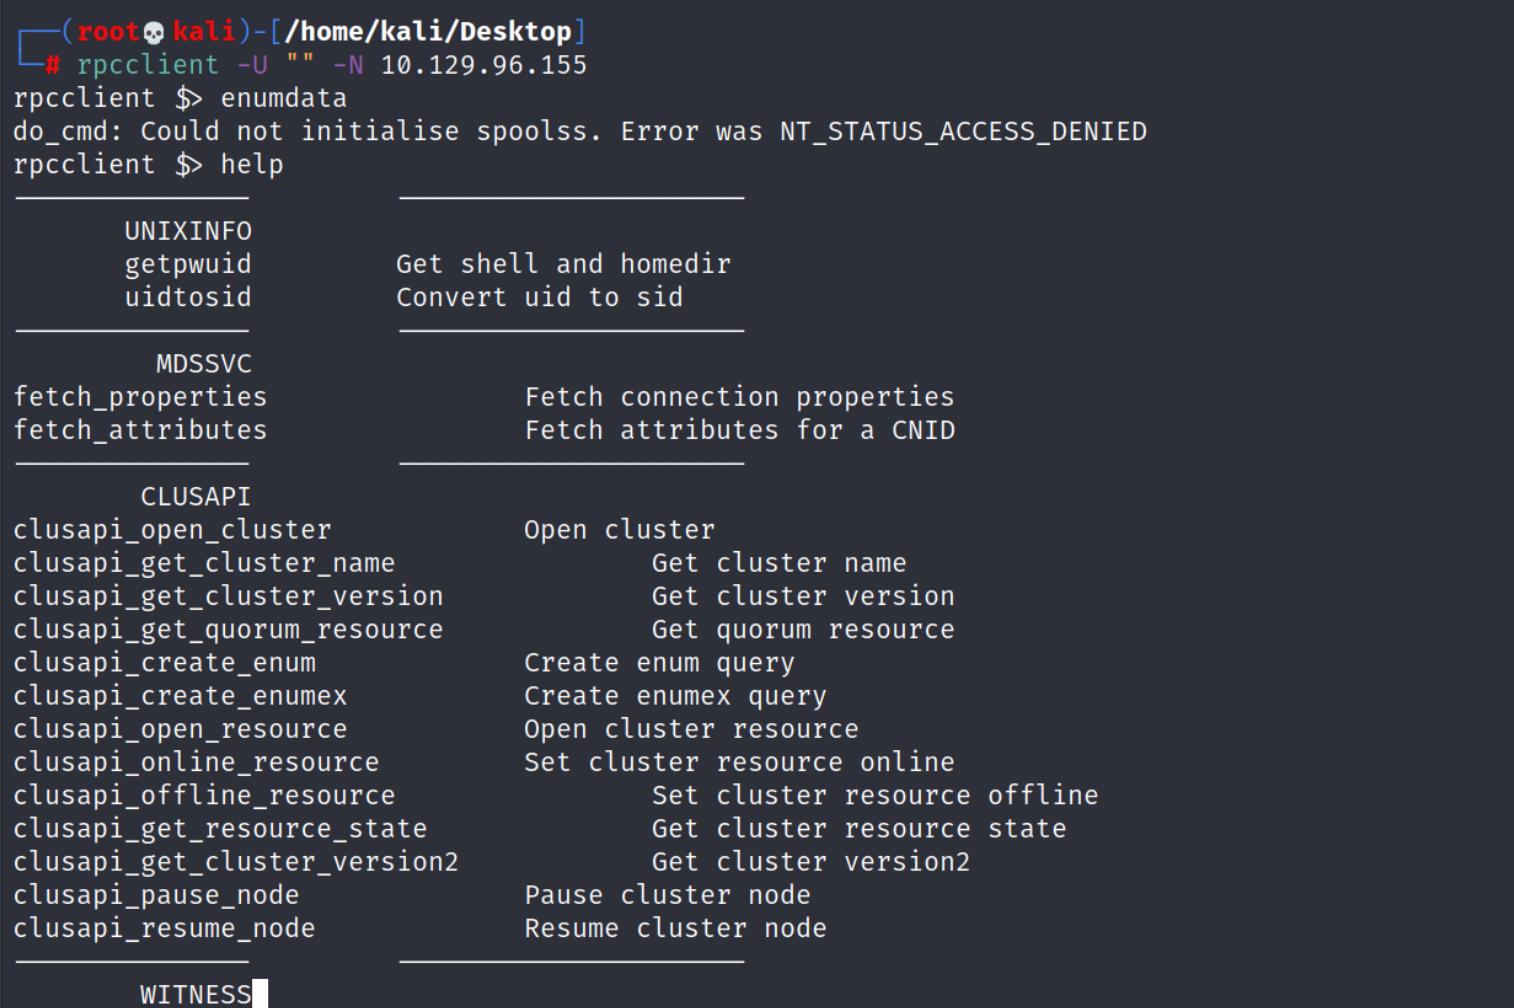 (root💀kali)-[/home/kali/Desktop]
# rpcclient -U "" -N 10.129.96.155
rpcclient $> enumdata
do_cmd: Could not initialise spoolss. Error was NT_STATUS_ACCESS_DENIED
rpcclient $> help
UNIXINFO
getpwuid Get shell and homedir
uidtosid Convert uid to sid
MDSSVC
fetch_properties Fetch connection properties
fetch_attributes Fetch attributes for a CNID
CLUSAPI
clusapi_open_cluster Open cluster
clusapi_get_cluster_name Get cluster name
clusapi_get_cluster_version Get cluster version
clusapi_get_quorum_resource Get quorum resource
clusapi_create_enum Create enum query
clusapi_create_enumex Create enumex query
clusapi_open_resource Open cluster resource
clusapi_online_resource Set cluster resource online
clusapi_offline_resource Set cluster resource offline
clusapi_get_resource_state Get cluster resource state
clusapi_get_cluster_version2 Get cluster version2
clusapi_pause_node Pause cluster node
clusapi_resume_node Resume cluster node
WITNESS